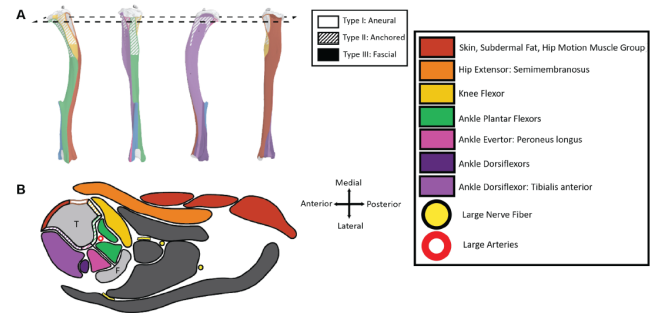 A
Type I: Aneural
Type II: Anchored
Type III: Fascial
Skin, Subdermal Fat, Hip Motion Muscle Group
Hip Extensor: Semimembranosus
Knee Flexor
Ankle Plantar Flexors
Ankle Evertor: Peroneus longus
Ankle Dorsiflexors
Ankle Dorsiflexor: Tibialis anterior
Large Nerve Fiber
Large Arteries
B
Medial
Anterior
Posterior
Lateral
T
F